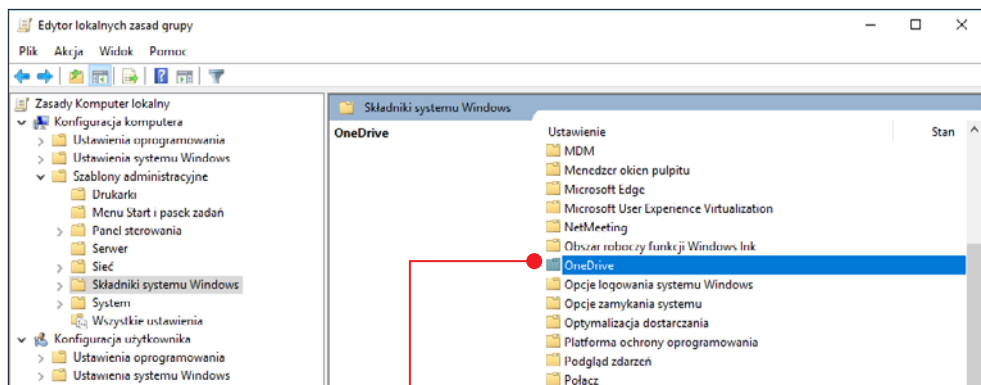 Edytor lokalnych zasad grupy
Plik Akcja Widok Pomoc
Zasady Komputer lokalny
Konfiguracja komputera
Ustawienia oprogramowania
Ustawienia systemu Windows
Szablony administracyjne
Drukarki
Menu Start i pasek zadań
Panel sterowania
Serwer
Sieć
Składniki systemu Windows
System
Wszystkie ustawienia
Konfiguracja użytkownika
Ustawienia oprogramowania
Ustawienia systemu Windows
Składniki systemu Windows
OneDrive
Ustawienie Stan
MDM
Menedżer okien pulpitu
Microsoft Edge
Microsoft User Experience Virtualization
NetMeeting
Obszar roboczy funkcji Windows Ink
OneDrive
Opcje logowania systemu Windows
Opcje zamykania systemu
Optymalizacja dostarczania
Platforma ochrony oprogramowania
Podgląd zdarzeń
Połącz